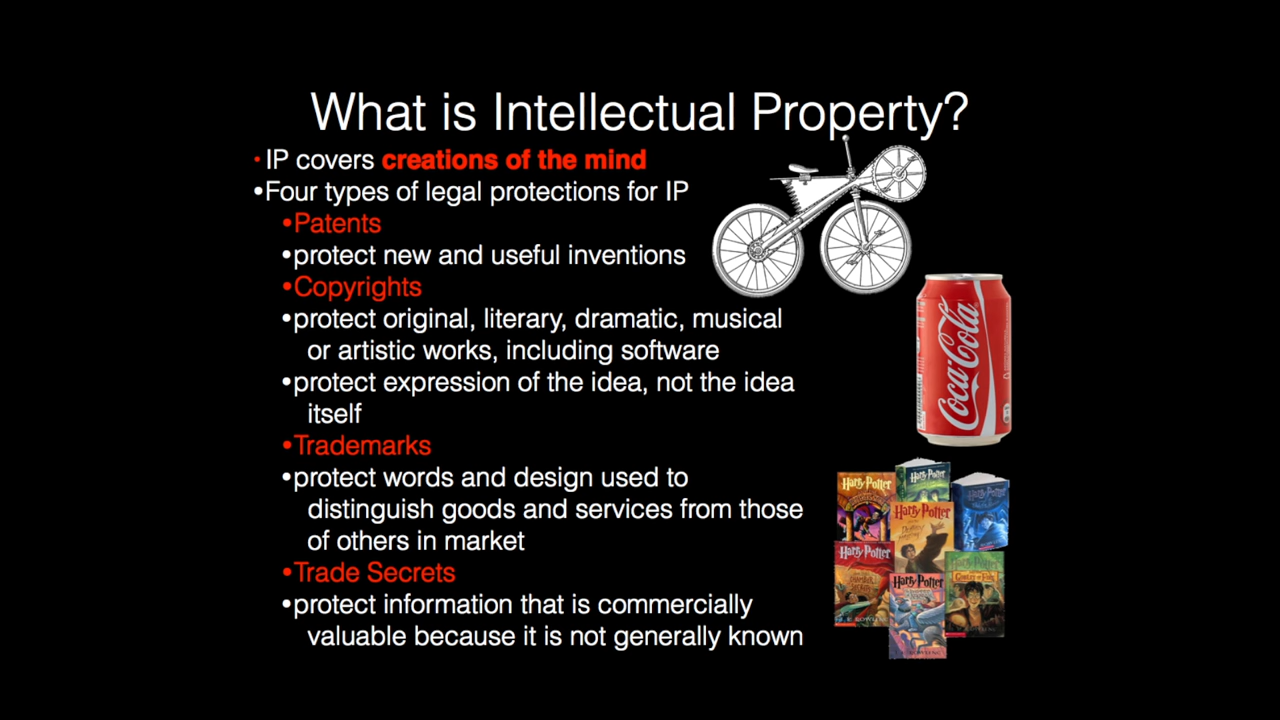 What is Intellectual Property?
•IP covers creations of the mind
•Four types of legal protections for IP
•Patents
•protect new and useful inventions
•Copyrights
•protect original, literary, dramatic, musical
or artistic works, including software
•protect expression of the idea, not the idea
itself
•Trademarks
•protect words and design used to
distinguish goods and services from those
of others in market
•Trade Secrets
•protect information that is commercially
valuable because it is not generally known
Coca-Cola
Harry Potter
Harry Potter
Harry Potter
Harry Potter
Harry Potter
Harry Potter